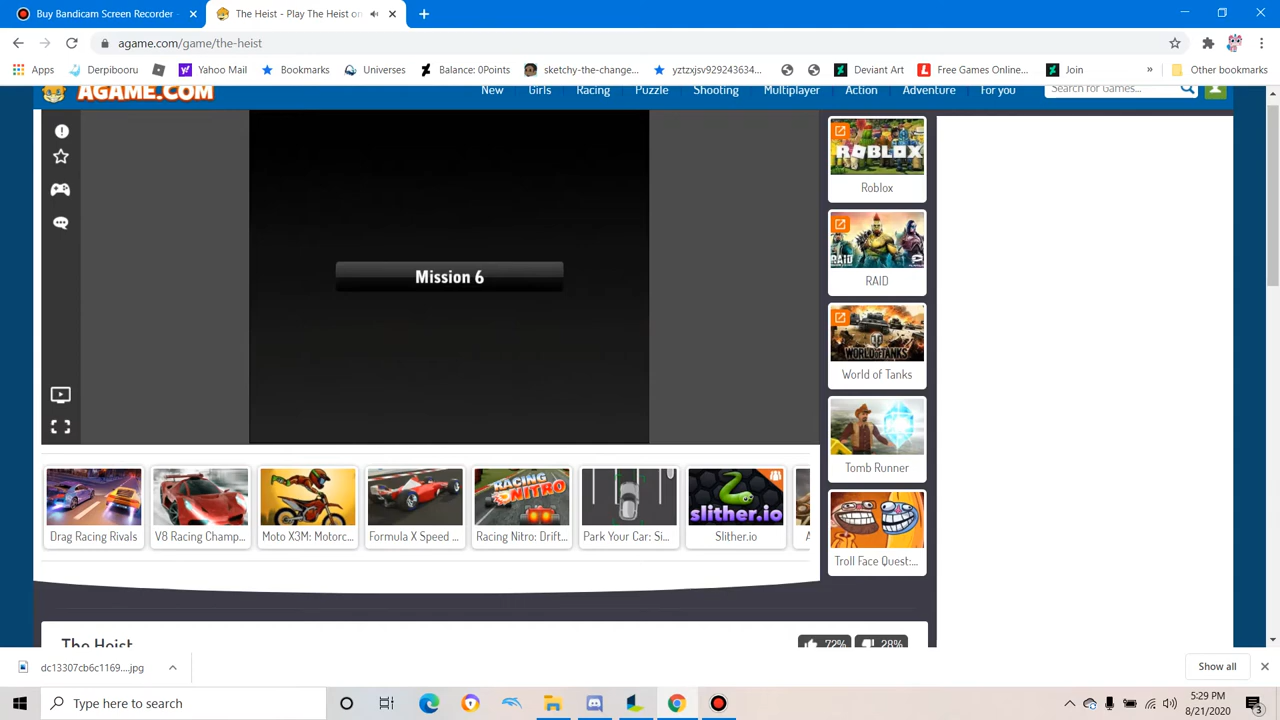 Buy Bandicam Screen Recorder
The Heist - Play The Heist on
agame.com/game/the-heist
Apps Derpibooru Yahoo Mail Bookmarks Universes Balance: 0Points sketchy-the-change... yztzxjsv929243634... Deviant Art Free Games Online... Join » Other bookmarks
AGAME.COM
New Girls Racing Puzzle Shooting Multiplayer Action Adventure For you
Search for Games...
Mission 6
ROBLOX
Roblox
RAID
RAID
WORLD OF TANKS
World of Tanks
Tomb Runner
Troll Face Quest:...
RACING NITRO
slither.io
Drag Racing Rivals V8 Racing Champ... Moto X3M: Motorc... Formula X Speed ... Racing Nitro: Drift... Park Your Car: Si... Slither.io
The Heist
72% 28%
dc13307cb6c1169....jpg
Show all
Type here to search
5:29 PM
8/21/2020
3